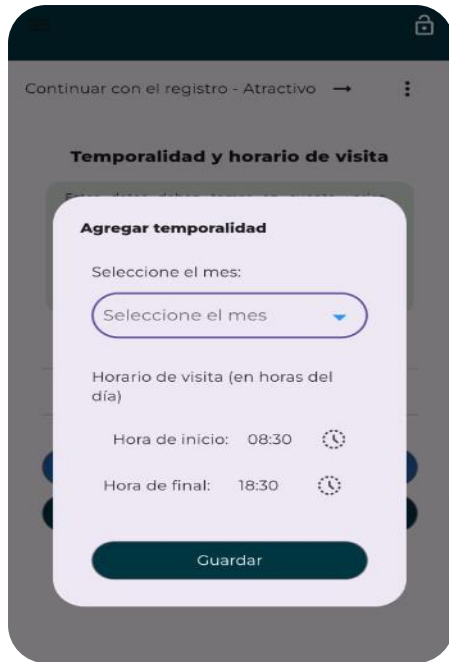 Continuar con el registro - Atractivo →
Temporalidad y horario de visita
Agregar temporalidad
Seleccione el mes:
Seleccione el mes
Horario de visita (en horas del
día)
Hora de inicio: 08:30
Hora de final: 18:30
Guardar